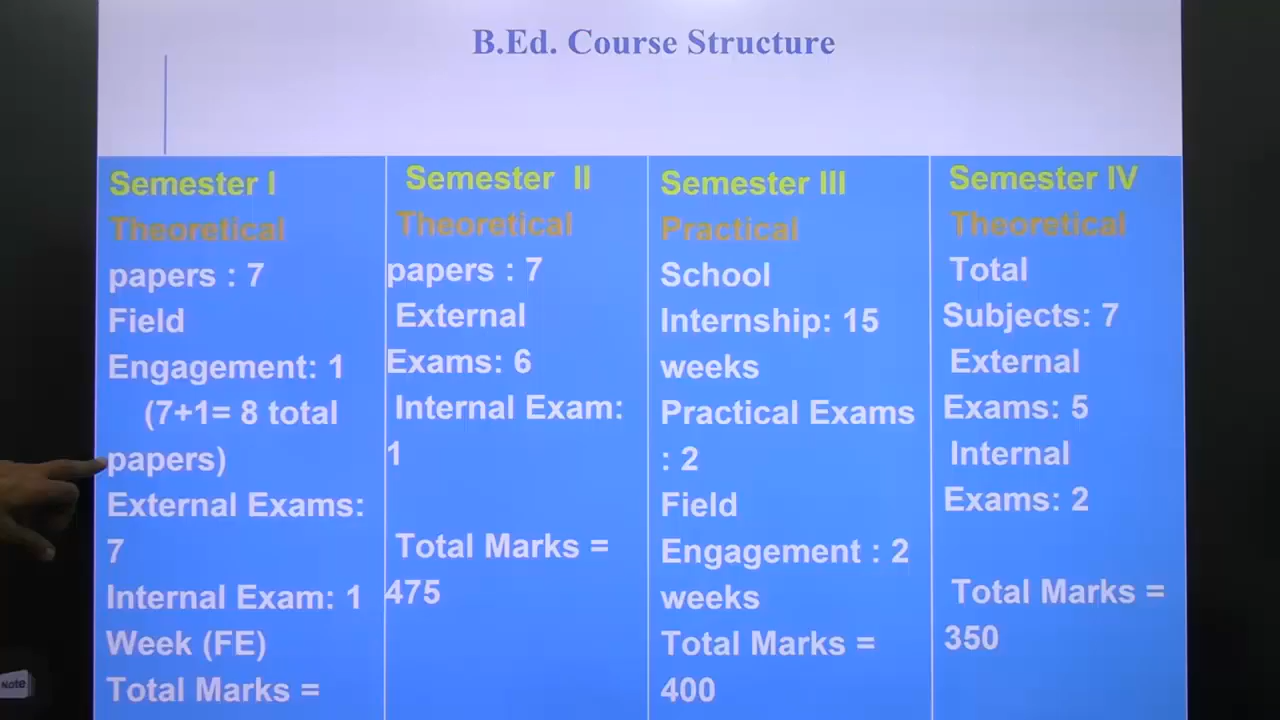 B.Ed. Course Structure
Semester I
Theoretical
papers : 7
Field
Engagement: 1
(7+1= 8 total
papers)
External Exams:
7
Internal Exam: 1
Week (FE)
Total Marks =
Semester II
Theoretical
papers : 7
External
Exams: 6
Internal Exam:
1
Total Marks =
475
Semester III
Practical
School
Internship: 15
weeks
Practical Exams
: 2
Field
Engagement : 2
weeks
Total Marks =
400
Semester IV
Theoretical
Total
Subjects: 7
External
Exams: 5
Internal
Exams: 2
Total Marks =
350
Note